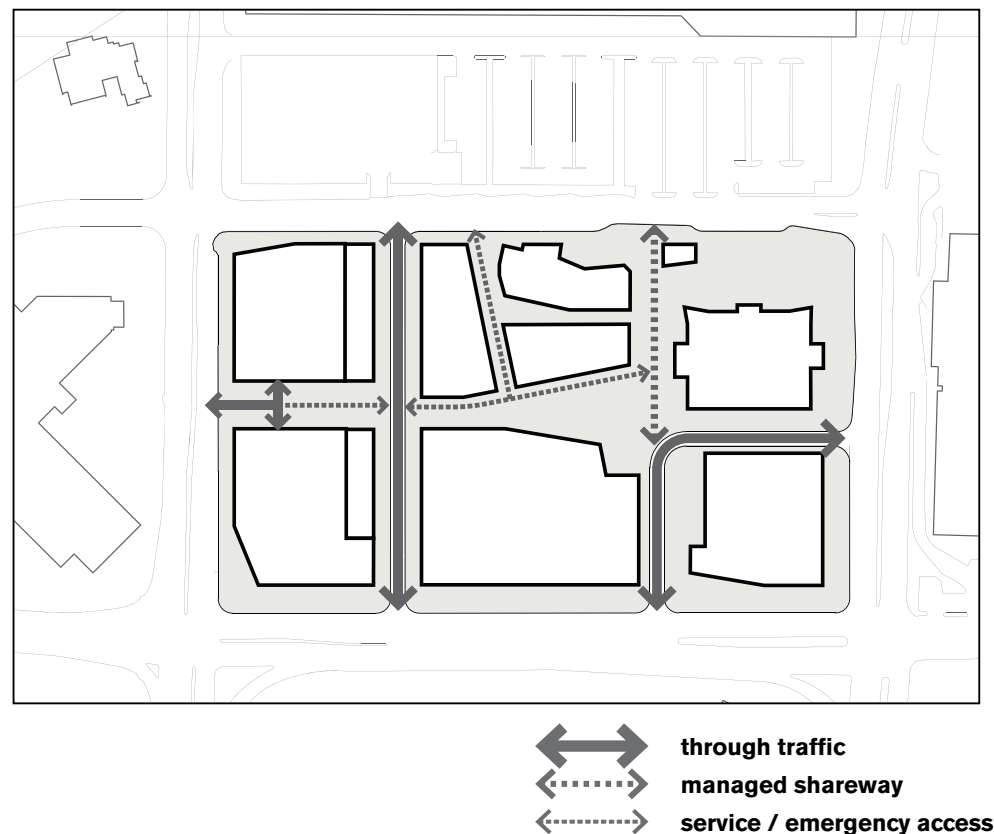 through traffic
managed shareway
service / emergency access